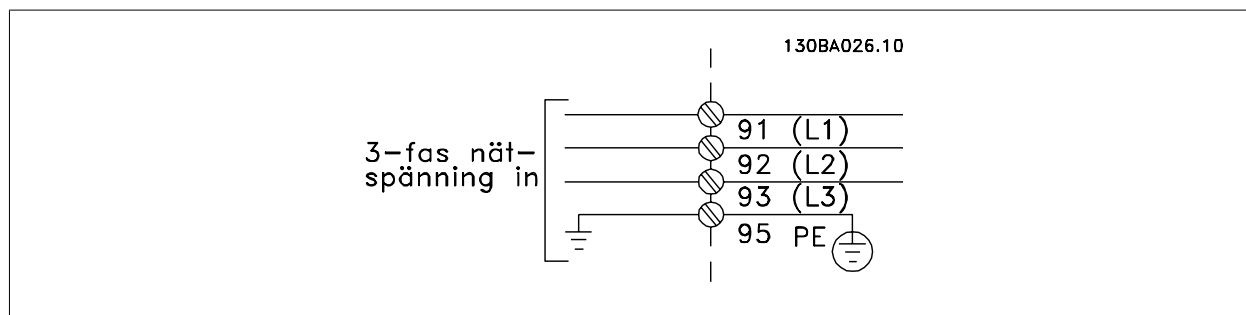 130BA026.10
3-fas nät-
spänning in
91 (L1)
92 (L2)
93 (L3)
95 PE